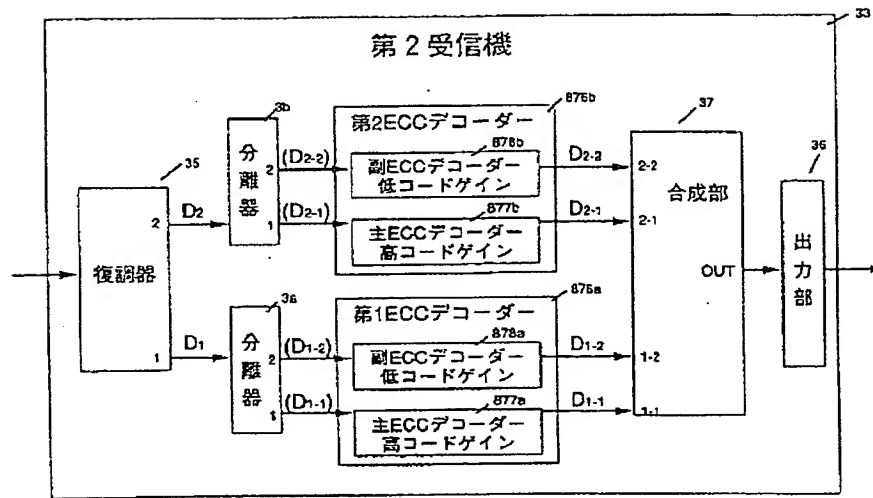 33
第2受信機
35
復調器
2
1
D2
D1
3b
分離器
2
1
(D2-2)
(D2-1)
876b
第2ECCデコーダー
878b
副ECCデコーダー
低コードゲイン
877b
主ECCデコーダー
高コードゲイン
D2-2
D2-1
3a
分離器
2
1
(D1-2)
(D1-1)
876a
第1ECCデコーダー
878a
副ECCデコーダー
低コードゲイン
877a
主ECCデコーダー
高コードゲイン
D1-2
D1-1
37
合成部
2-2
2-1
OUT
1-2
1-1
36
出力部